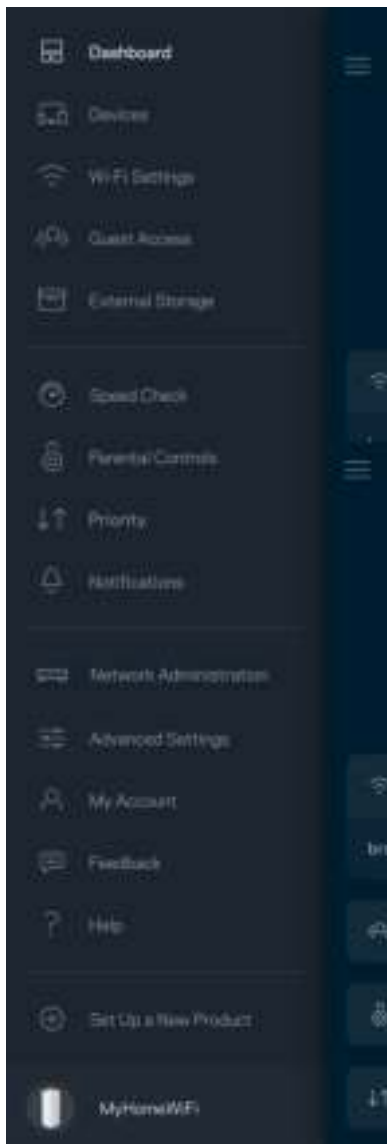 Dashboard
Devices
Wi-Fi Settings
Guest Access
External Storage
Speed Check
Parental Controls
Priority
Notifications
Network Administration
Advanced Settings
My Account
Feedback
Help
Set Up a New Product
MyHomeWiFi